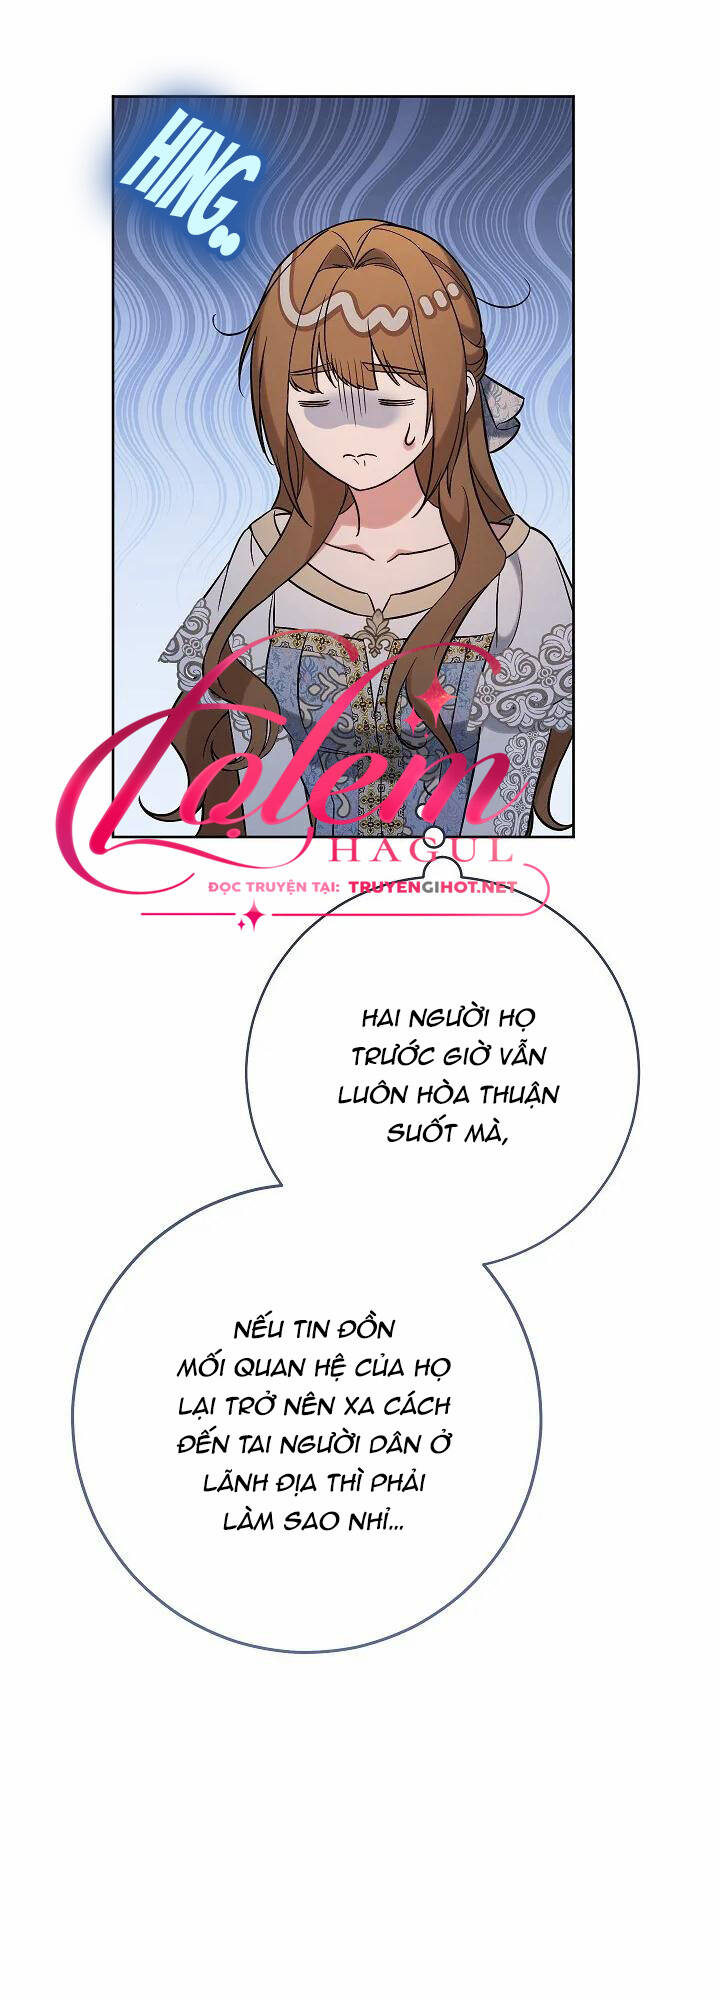 HING..
Lọlem
HAGUL
ĐỌC TRUYỆN TẠI: TRUYENGIHOT.NET
HAI NGƯỜI HỌ
TRƯỚC GIỜ VẪN
LUÔN HÒA THUẬN
SUỐT MÀ,
NẾU TIN ĐỒN
MỐI QUAN HỆ CỦA HỌ
LẠI TRỞ NÊN XA CÁCH
ĐẾN TAI NGƯỜI DÂN Ở
LÃNH ĐỊA THÌ PHẢI
LÀM SAO NHỈ...